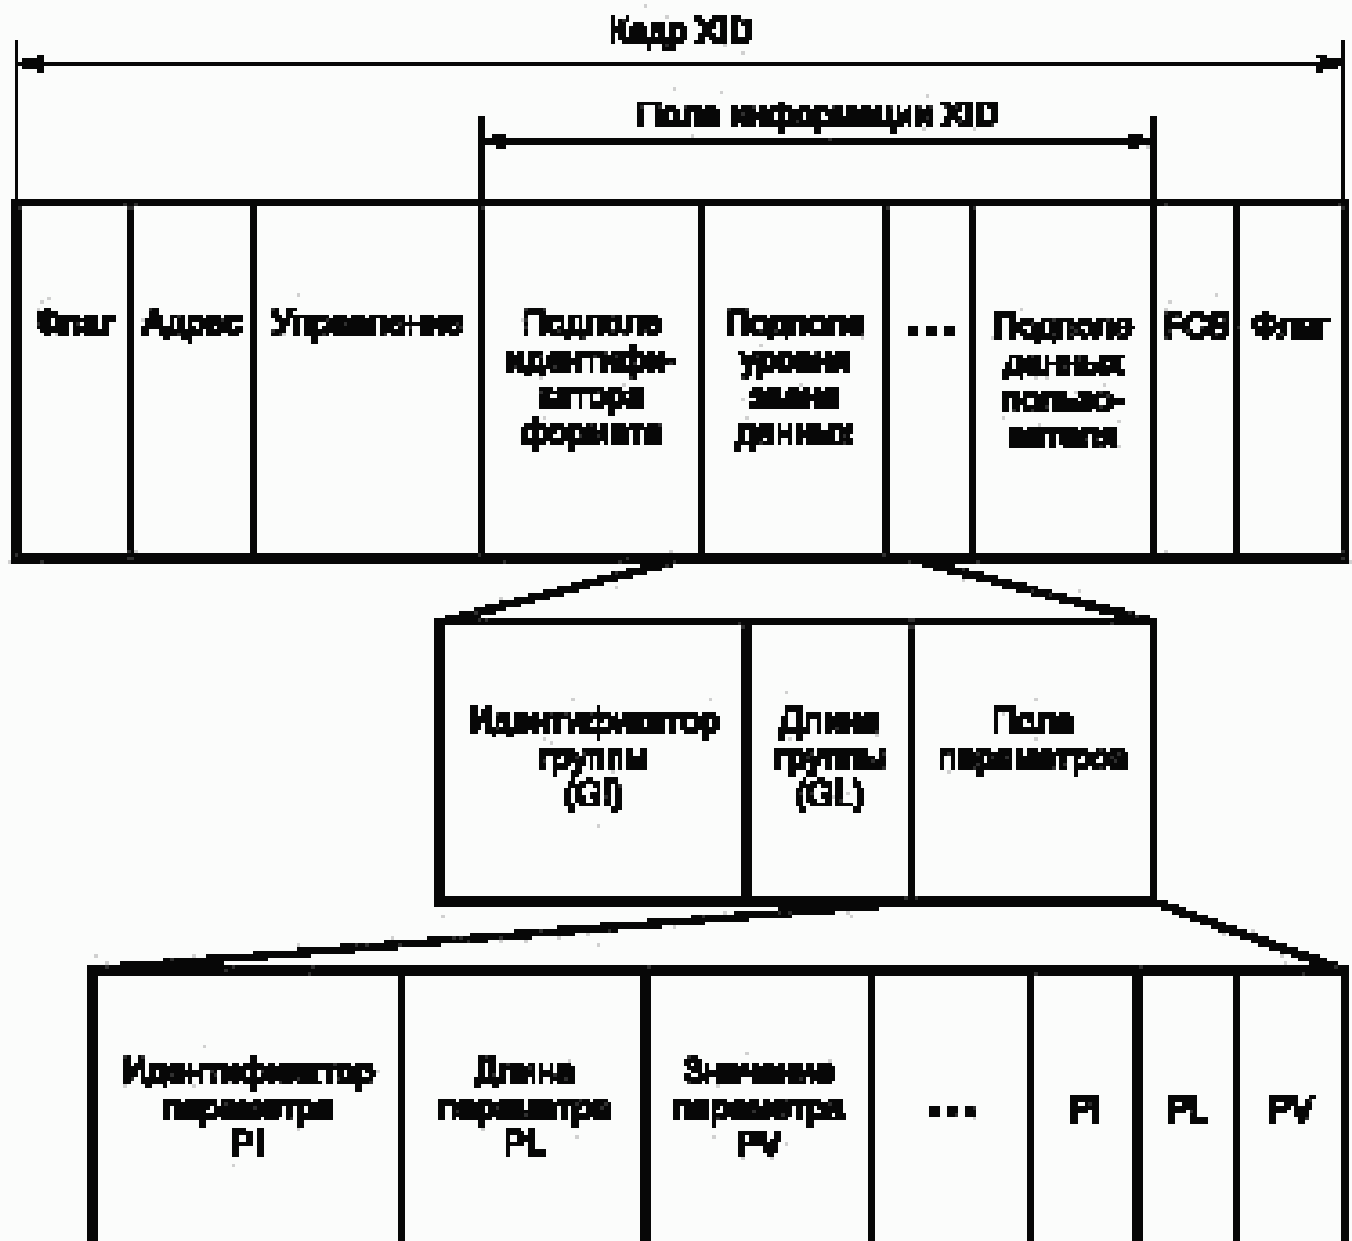 Кадр XID
Поле информации XID
Флаг
Адрес
Управление
Подполе
идентифи-
катора
формата
Подполе
уровня
звена
данных
...
Подполе
данных
пользо-
вателя
FCS
Флаг
Идентификатор
группы
(GI)
Длина
группы
(GL)
Поле
параметров
Идентификатор
параметра
PI
Длина
параметра
PL
Значение
параметра
PV
...
PI
PL
PV